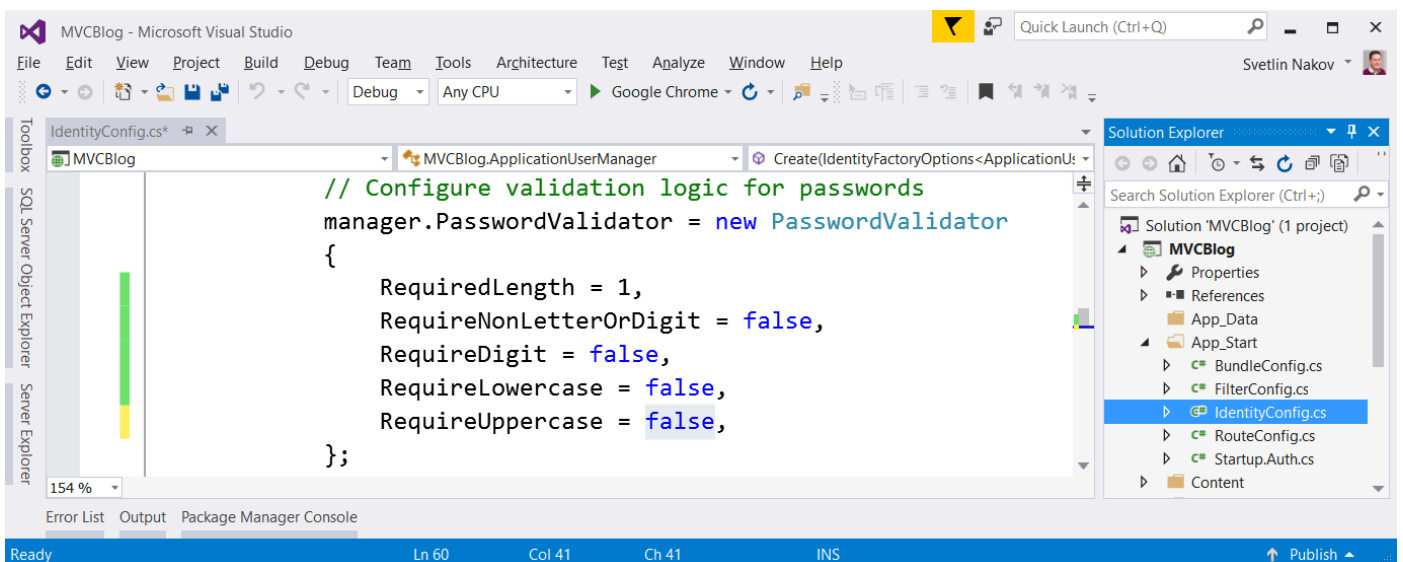 MVCBlog - Microsoft Visual Studio
Quick Launch (Ctrl+Q)
File Edit View Project Build Debug Team Tools Architecture Test Analyze Window Help
Svetlin Nakov
Debug Any CPU Google Chrome
Toolbox
SQL Server Object Explorer
Server Explorer
IdentityConfig.cs*
MVCBlog MVCBlog.ApplicationUserManager Create(IdentityFactoryOptions<ApplicationUs
// Configure validation logic for passwords
manager.PasswordValidator = new PasswordValidator
{
RequiredLength = 1,
RequireNonLetterOrDigit = false,
RequireDigit = false,
RequireLowercase = false,
RequireUppercase = false,
};
154 %
Solution Explorer
Search Solution Explorer (Ctrl+;)
Solution 'MVCBlog' (1 project)
MVCBlog
Properties
References
App_Data
App_Start
C# BundleConfig.cs
C# FilterConfig.cs
C# IdentityConfig.cs
C# RouteConfig.cs
C# Startup.Auth.cs
Content
Error List Output Package Manager Console
Ready Ln 60 Col 41 Ch 41 INS Publish